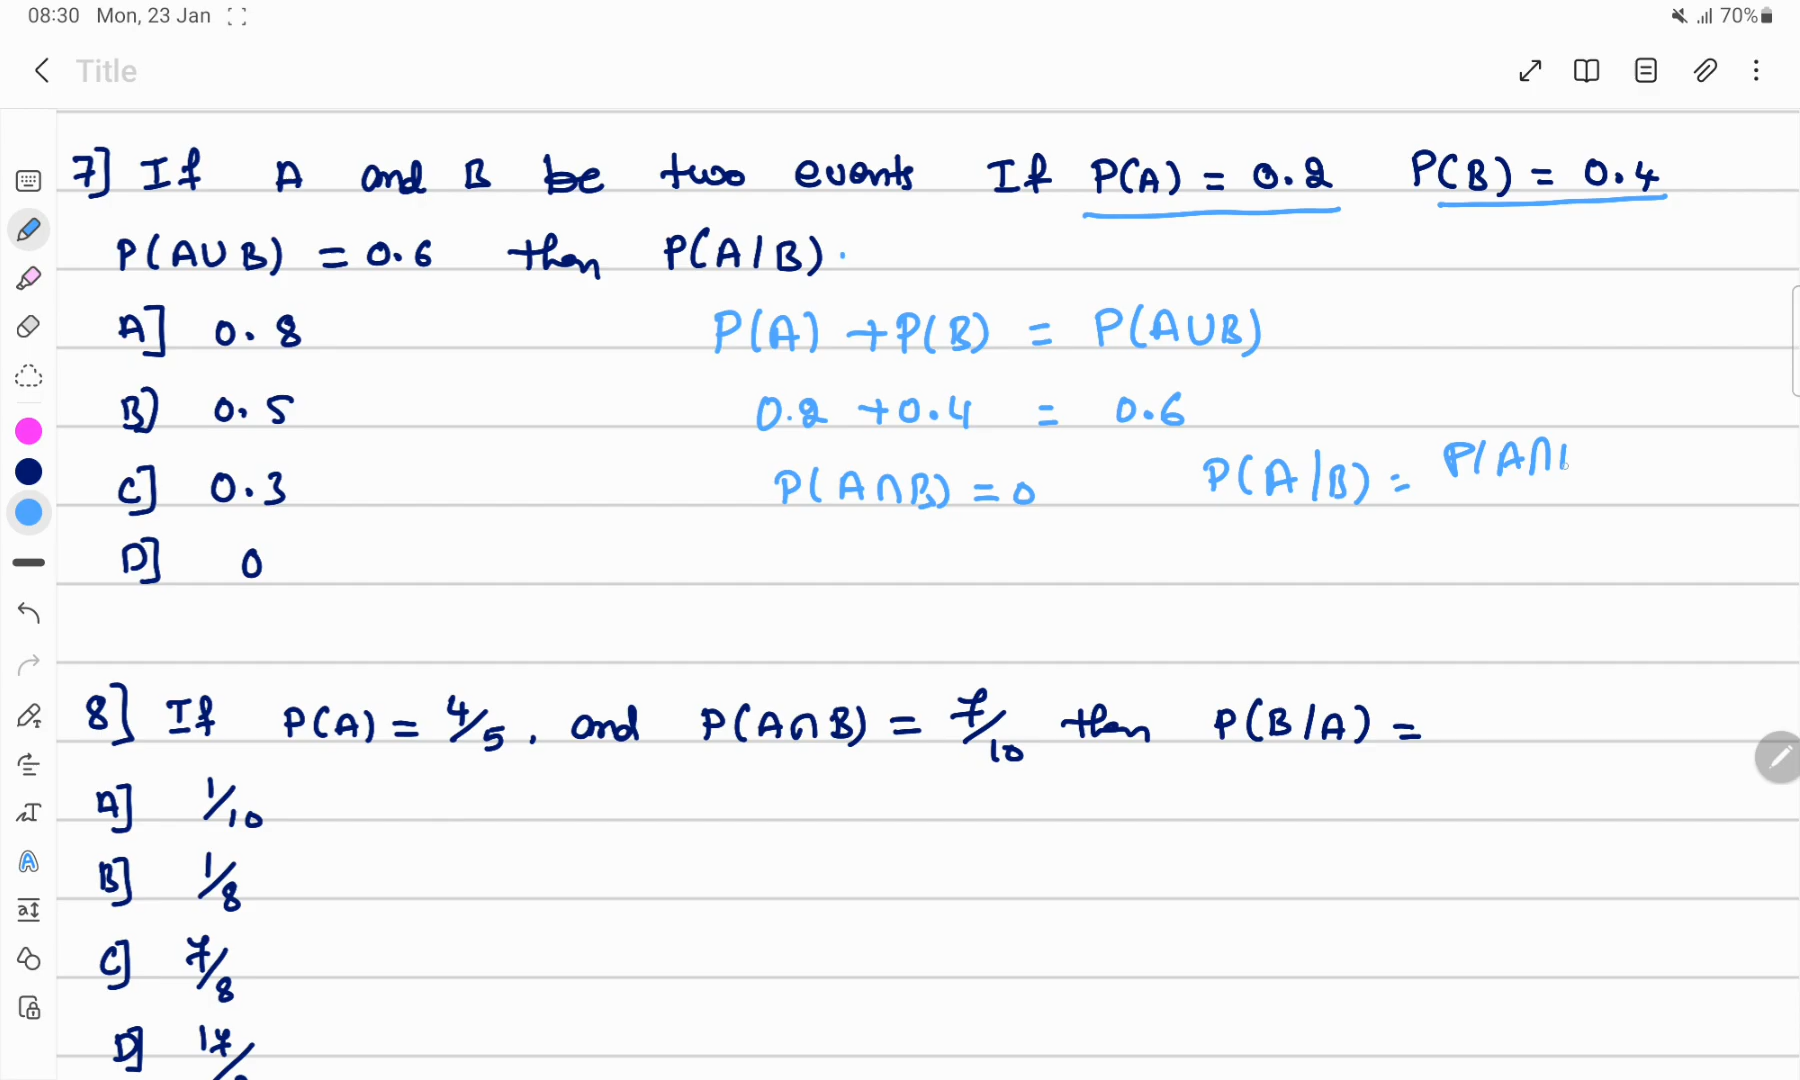 08:30 Mon, 23 Jan 70%
Title
7] If A and B be two events If P(A) = 0.2 P(B) = 0.4
P(A∪B) = 0.6 then P(A/B).
A] 0.8
P(A) + P(B) = P(A∪B)
B) 0.5
0.2 + 0.4 = 0.6
C] 0.3
P(A∩B) = 0 P(A/B) = P(A∩
D] 0
8] If P(A) = 4/5, and P(A∩B) = 7/10 then P(B/A) =
A] 1/10
B] 1/8
C] 7/8
D] 17/